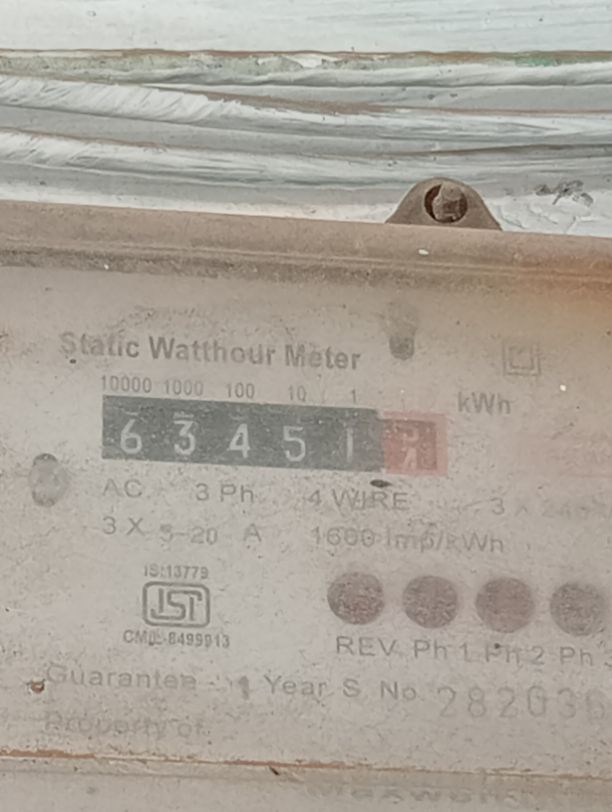 Static Watthour Meter
10000 1000 100 10 1
kWh
6 3 4 5 1
AC 3 Ph 4 WIRE 3 X
3 X 5-20 A 1600 Imp/kWh
IS:13779
ISI
CM/L-8499913
REV Ph 1 Ph 2 Ph
Guarantee 1 Year S No 282036
Property of